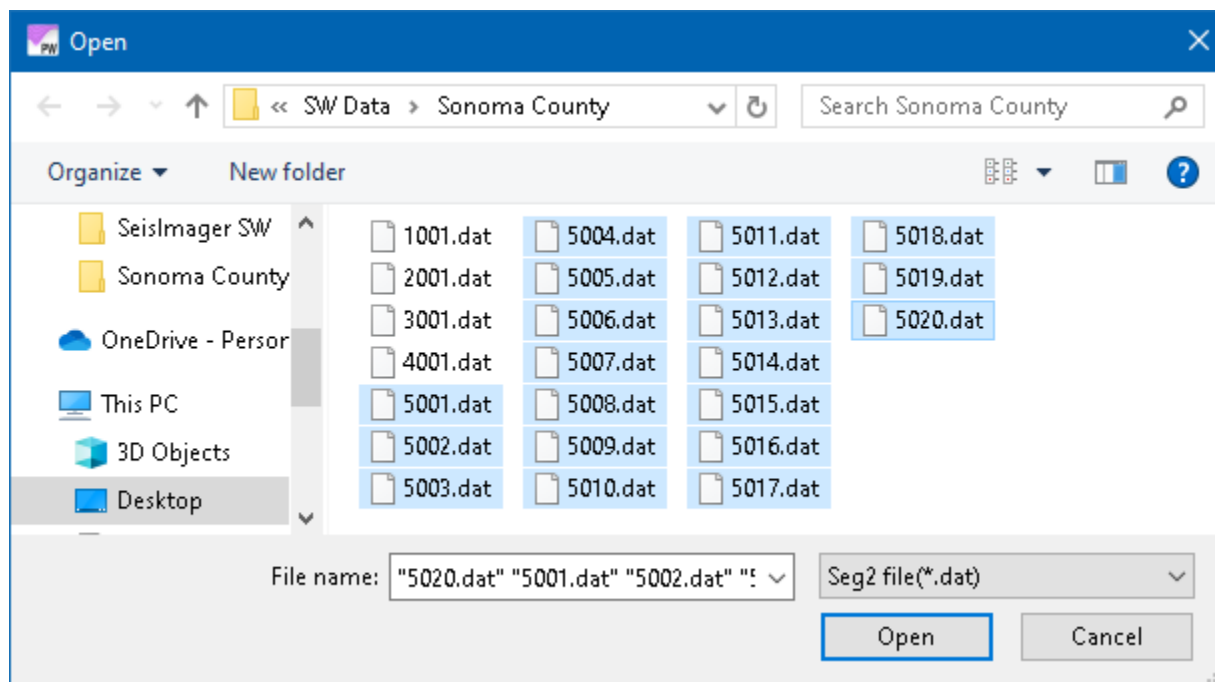 PW Open
« SW Data › Sonoma County
Search Sonoma County
Organize
New folder
?
SeisImager SW
Sonoma County
OneDrive - Person
This PC
3D Objects
Desktop
1001.dat 5004.dat 5011.dat 5018.dat
2001.dat 5005.dat 5012.dat 5019.dat
3001.dat 5006.dat 5013.dat 5020.dat
4001.dat 5007.dat 5014.dat
5001.dat 5008.dat 5015.dat
5002.dat 5009.dat 5016.dat
5003.dat 5010.dat 5017.dat
File name: "5020.dat" "5001.dat" "5002.dat" "5
Seg2 file(*.dat)
Open
Cancel